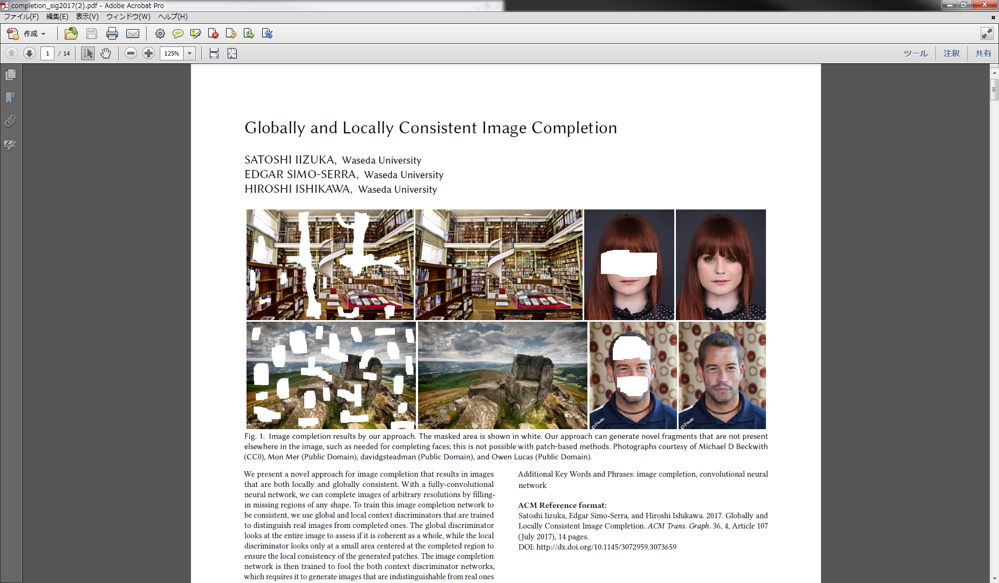 completion_sig2017(2).pdf - Adobe Acrobat Pro
ファイル(F) 編集(E) 表示(V) ウィンドウ(W) ヘルプ(H)
作成
1 / 14 125% ツール 注釈 共有
Globally and Locally Consistent Image Completion
SATOSHI IIZUKA, Waseda University
EDGAR SIMO-SERRA, Waseda University
HIROSHI ISHIKAWA, Waseda University
Fig. 1. Image completion results by our approach. The masked area is shown in white. Our approach can generate novel fragments that are not present
elsewhere in the image, such as needed for completing faces; this is not possible with patch-based methods. Photographs courtesy of Michael D Beckwith
(CC0), Mon Mer (Public Domain), davidgsteadman (Public Domain), and Owen Lucas (Public Domain).
We present a novel approach for image completion that results in images
that are both locally and globally consistent. With a fully-convolutional
neural network, we can complete images of arbitrary resolutions by filling-
in missing regions of any shape. To train this image completion network to
be consistent, we use global and local context discriminators that are trained
to distinguish real images from completed ones. The global discriminator
looks at the entire image to assess if it is coherent as a whole, while the local
discriminator looks only at a small area centered at the completed region to
ensure the local consistency of the generated patches. The image completion
network is then trained to fool the both context discriminator networks,
which requires it to generate images that are indistinguishable from real ones
Additional Key Words and Phrases: image completion, convolutional neural
network
ACM Reference format:
Satoshi Iizuka, Edgar Simo-Serra, and Hiroshi Ishikawa. 2017. Globally and
Locally Consistent Image Completion. ACM Trans. Graph. 36, 4, Article 107
(July 2017), 14 pages.
DOI: http://dx.doi.org/10.1145/3072959.3073659